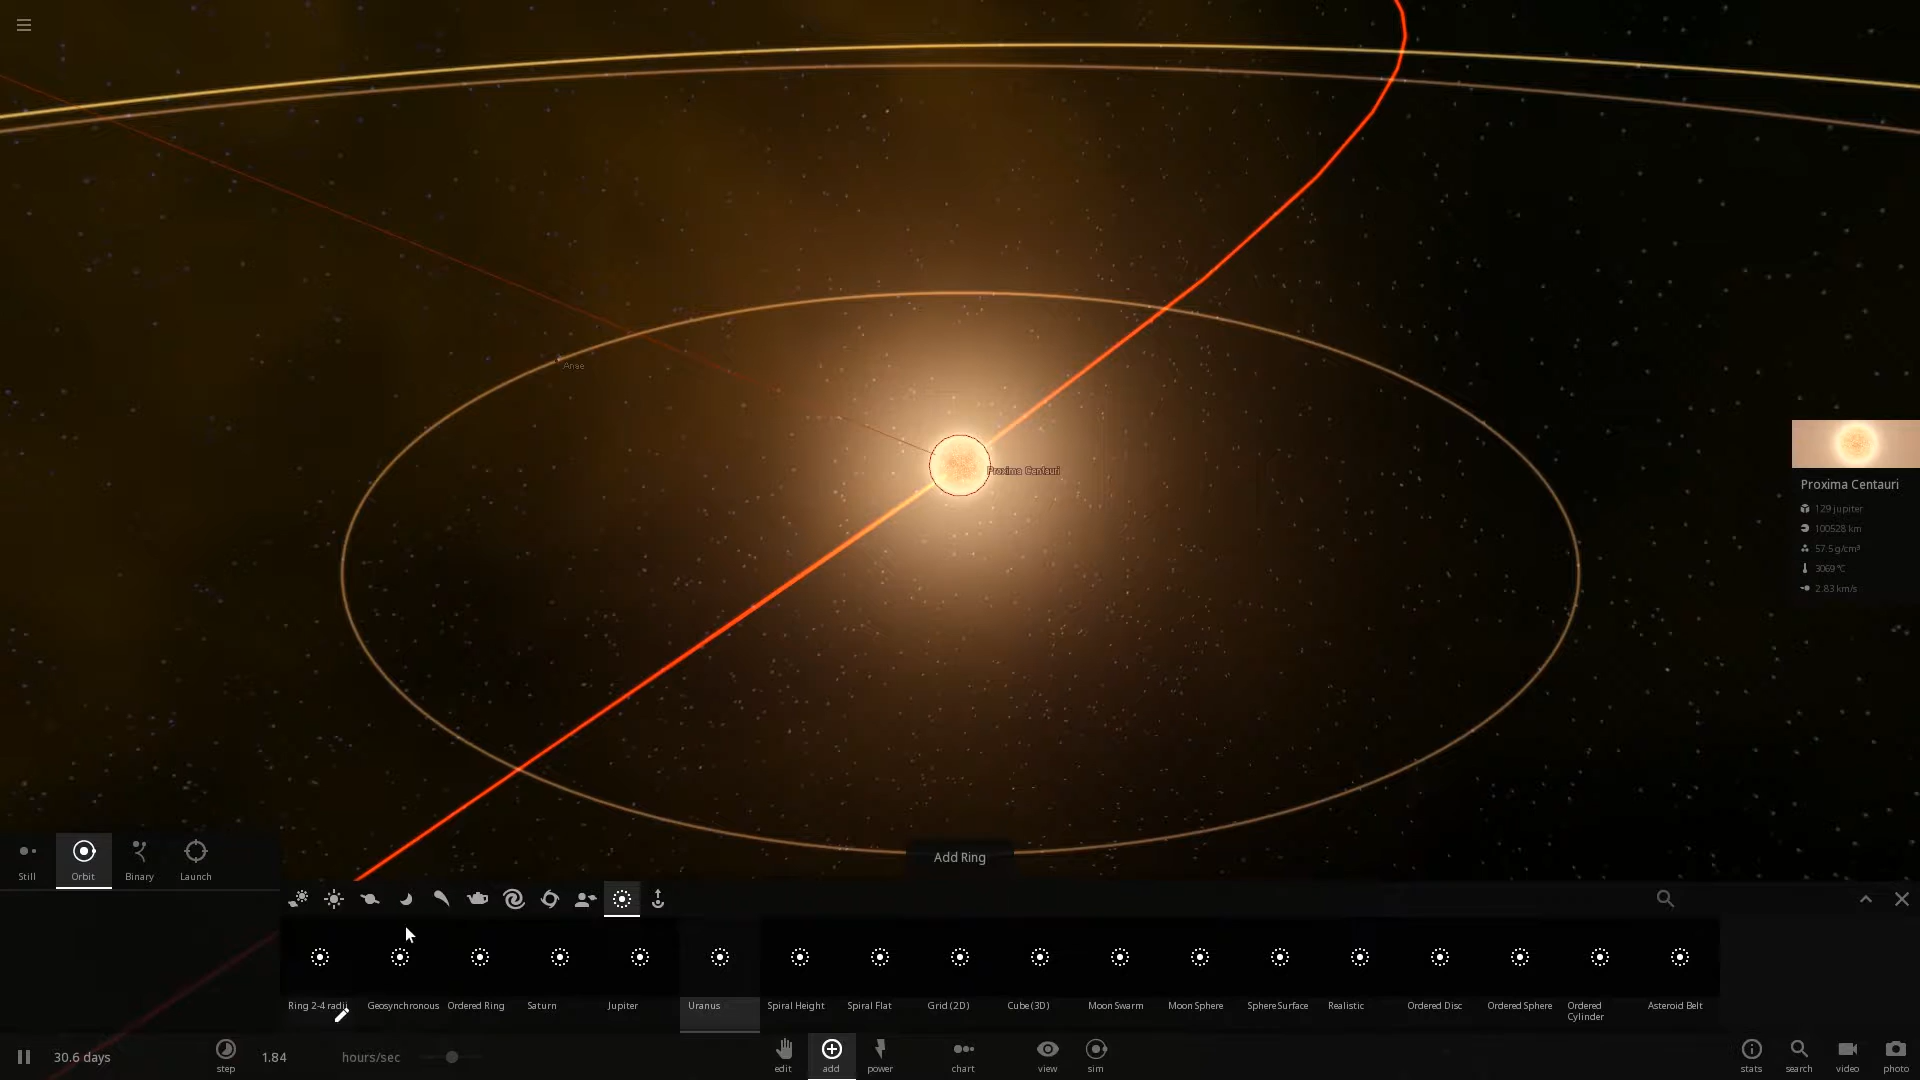 Anae
Proxima Centauri
Proxima Centauri
129 jupiter
100528 km
57.5 g/cm³
3069 °C
2.83 km/s
Add Ring
Still
Orbit
Binary
Launch
Ring 2-4 radii
Geosynchronous
Ordered Ring
Saturn
Jupiter
Uranus
Spiral Height
Spiral Flat
Grid (2D)
Cube (3D)
Moon Swarm
Moon Sphere
Sphere Surface
Realistic
Ordered Disc
Ordered Sphere
Ordered
Cylinder
Asteroid Belt
30.6 days
step
1.84
hours/sec
edit
add
power
chart
view
sim
stats
search
video
photo